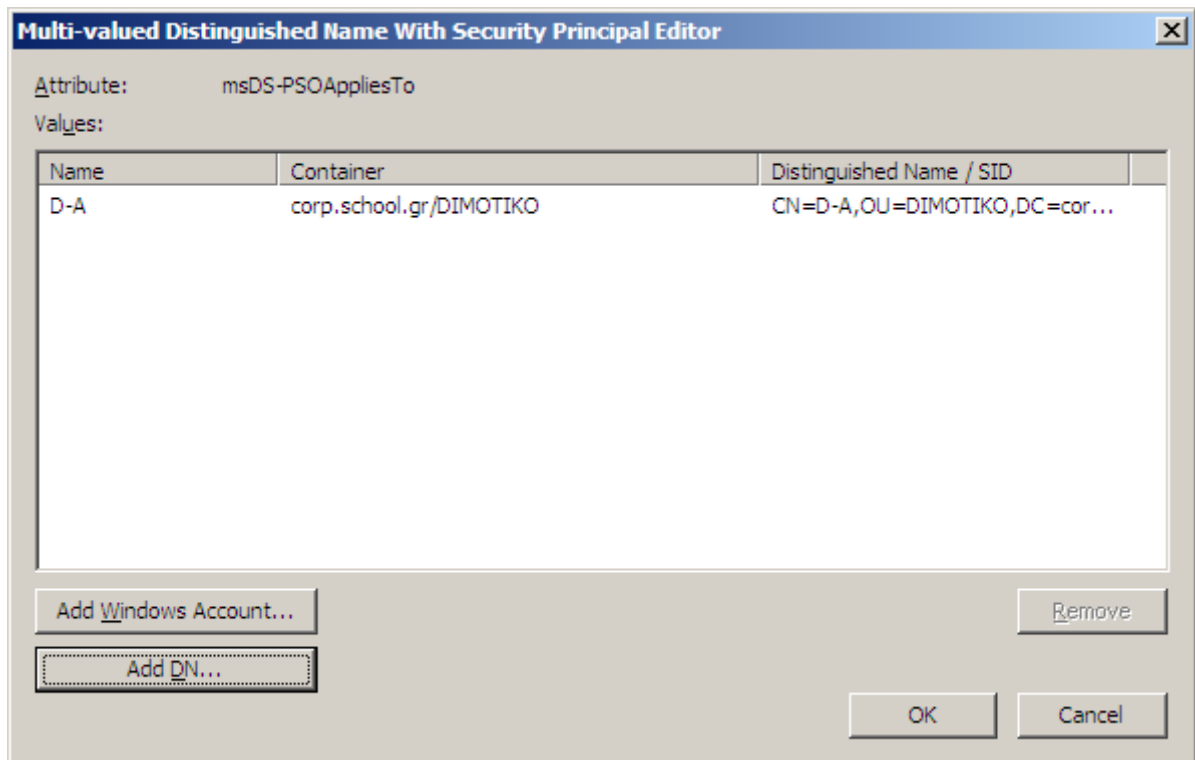 Multi-valued Distinguished Name With Security Principal Editor
Attribute: msDS-PSOAppliesTo
Values:
Name Container Distinguished Name / SID
D-A corp.school.gr/DIMOTIKO CN=D-A,OU=DIMOTIKO,DC=cor...
Add Windows Account... Remove
Add DN...
OK Cancel